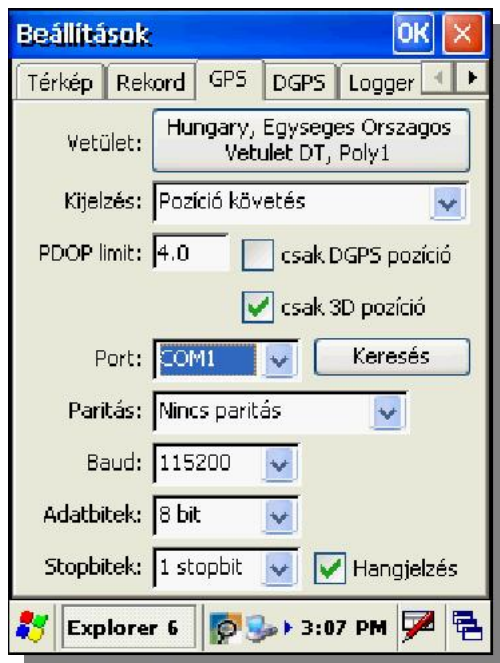 Beállítások OK
Térkép Rekord GPS DGPS Logger
Vetület: Hungary, Egyseges Orszagos
Vetulet DT, Poly1
Kijelzés: Pozíció követés
PDOP limit: 4.0 csak DGPS pozíció
csak 3D pozíció
Port: COM1 Keresés
Paritás: Nincs paritás
Baud: 115200
Adatbitek: 8 bit
Stopbitek: 1 stopbit Hangjelzés
Explorer 6 3:07 PM